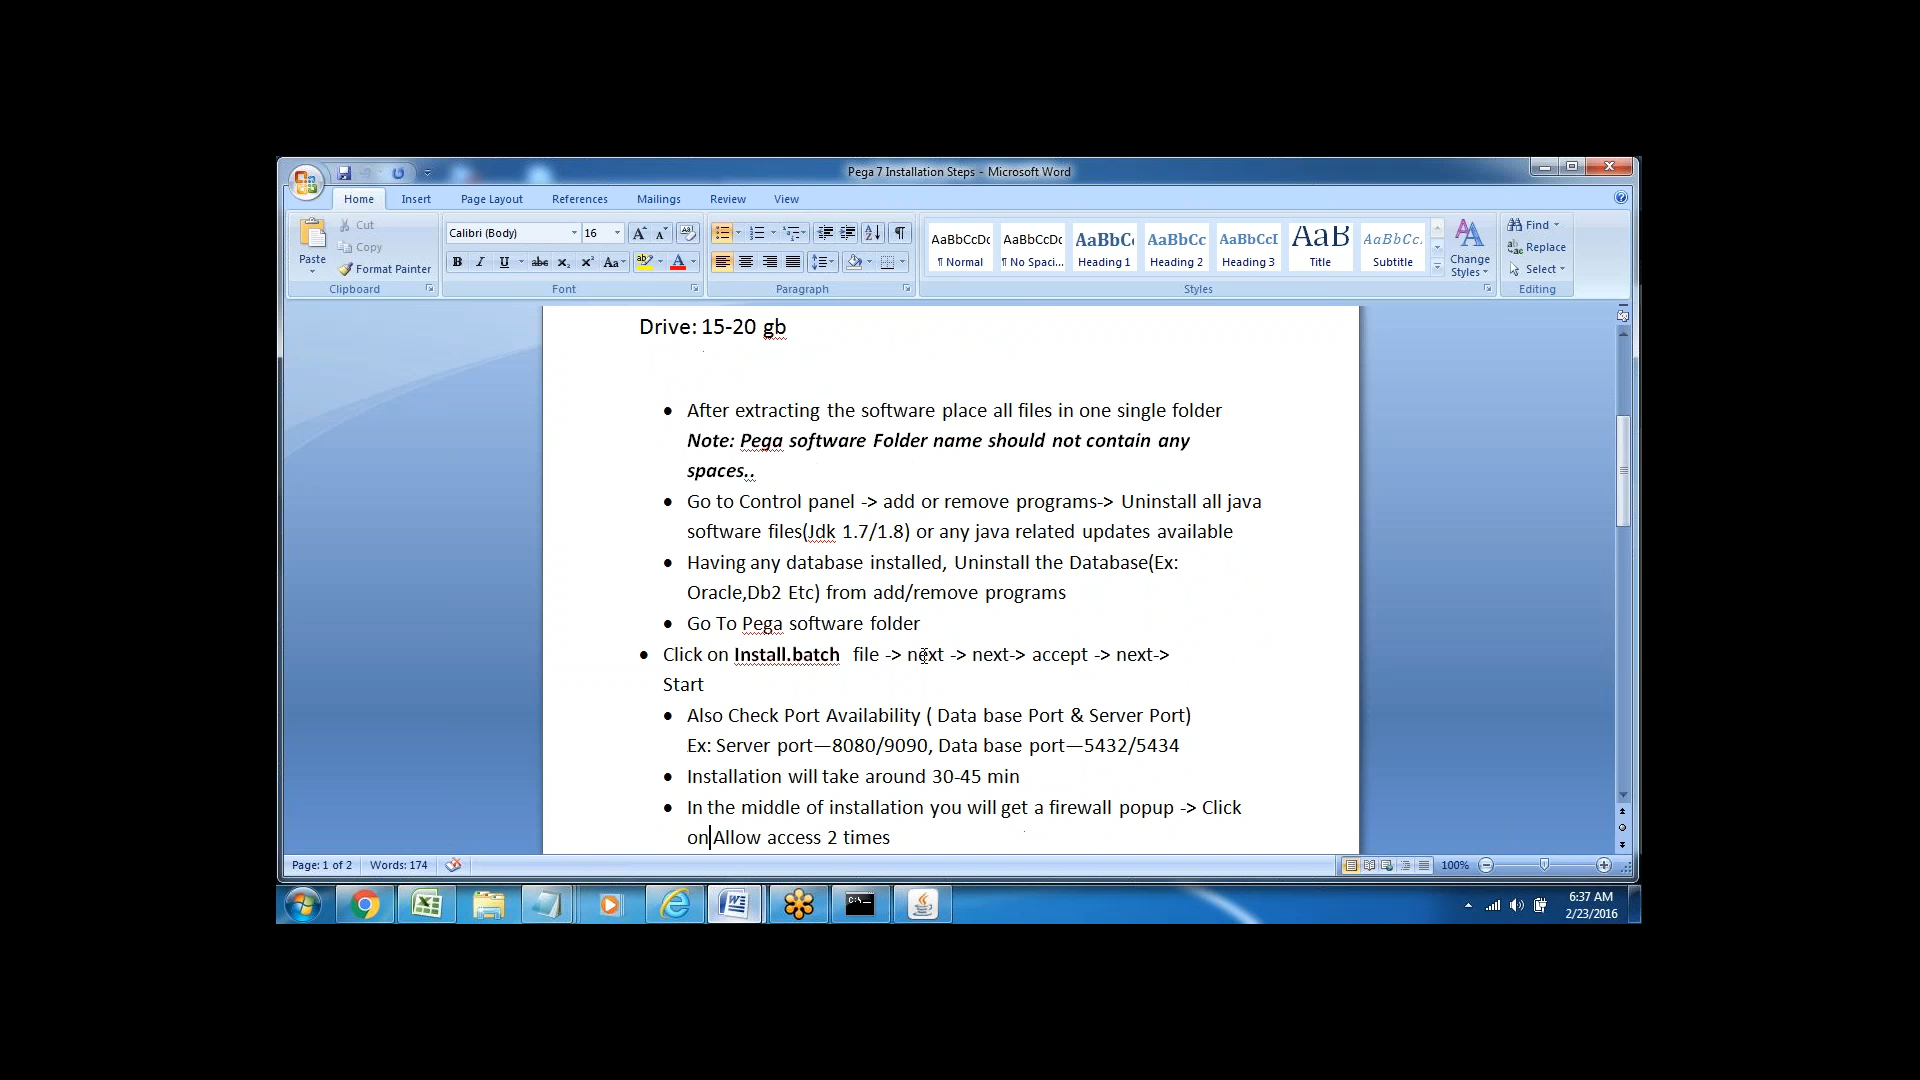 Pega 7 Installation Steps - Microsoft Word
Home Insert Page Layout References Mailings Review View
Paste
Cut
Copy
Format Painter
Clipboard
Calibri (Body) 16
B I U abc x₂ x² Aa
Font
Paragraph
AaBbCcDc AaBbCcDc AaBbC AaBbCc AaBbCcI AaB AaBbCc.
¶ Normal ¶ No Spaci... Heading 1 Heading 2 Heading 3 Title Subtitle
Change
Styles
Styles
Find
Replace
Select
Editing
Drive: 15-20 gb
• After extracting the software place all files in one single folder
Note: Pega software Folder name should not contain any
spaces..
• Go to Control panel -> add or remove programs-> Uninstall all java
software files(Jdk 1.7/1.8) or any java related updates available
• Having any database installed, Uninstall the Database(Ex:
Oracle,Db2 Etc) from add/remove programs
• Go To Pega software folder
• Click on Install.batch file -> next -> next-> accept -> next->
Start
• Also Check Port Availability ( Data base Port & Server Port)
Ex: Server port—8080/9090, Data base port—5432/5434
• Installation will take around 30-45 min
• In the middle of installation you will get a firewall popup -> Click
on Allow access 2 times
Page: 1 of 2 Words: 174 100%
6:37 AM
2/23/2016